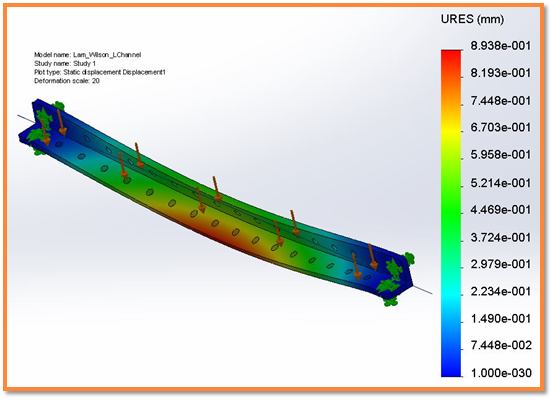 URES (mm)
Model name: Lam_Wilson_LChannel
Study name: Study 1
Plot type: Static displacement Displacement1
Deformation scale: 20
8.938e-001
8.193e-001
7.448e-001
6.703e-001
5.958e-001
5.214e-001
4.469e-001
3.724e-001
2.979e-001
2.234e-001
1.490e-001
7.448e-002
1.000e-030